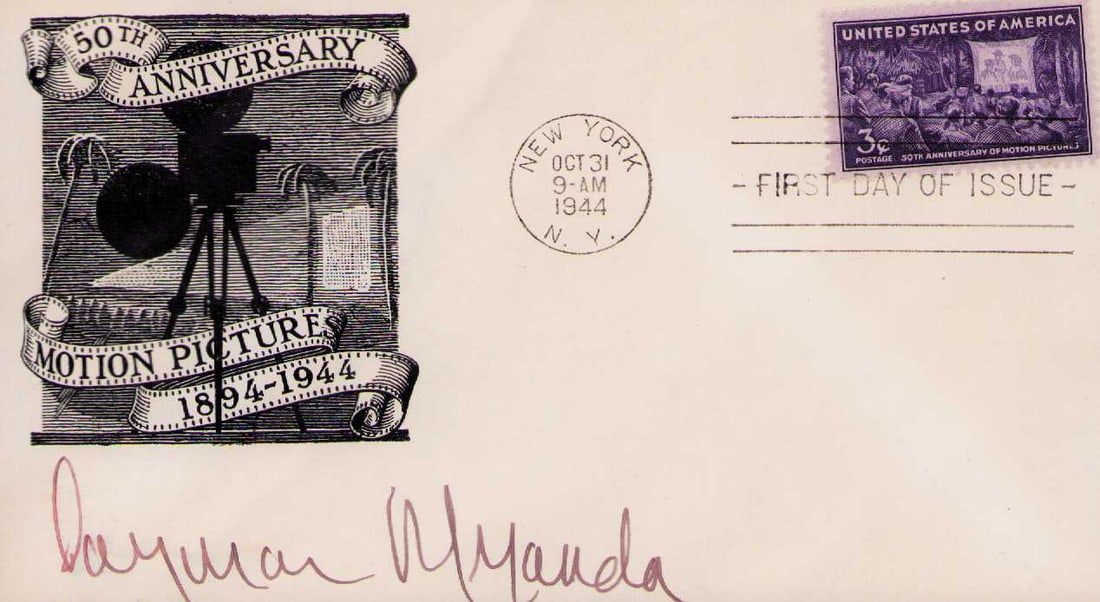 50TH
ANNIVERSARY
MOTION PICTURES
1894-1944
NEW YORK
OCT 31
9-AM
1944
N. Y.
UNITED STATES OF AMERICA
3¢
POSTAGE 50TH ANNIVERSARY OF MOTION PICTURES
- FIRST DAY OF ISSUE -